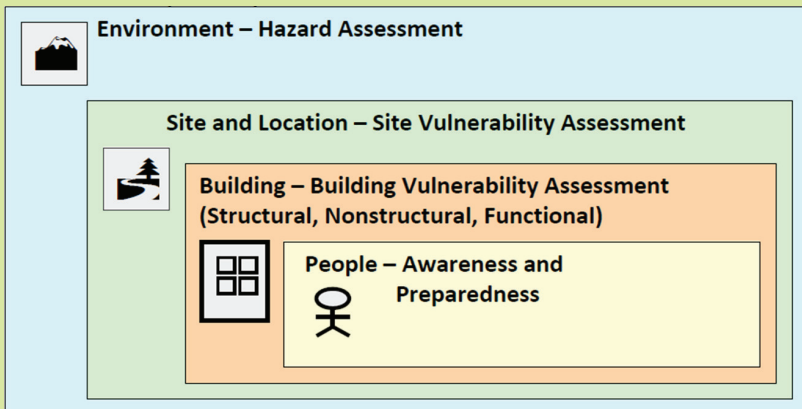 Environment – Hazard Assessment
Site and Location – Site Vulnerability Assessment
Building – Building Vulnerability Assessment
(Structural, Nonstructural, Functional)
People – Awareness and
Preparedness